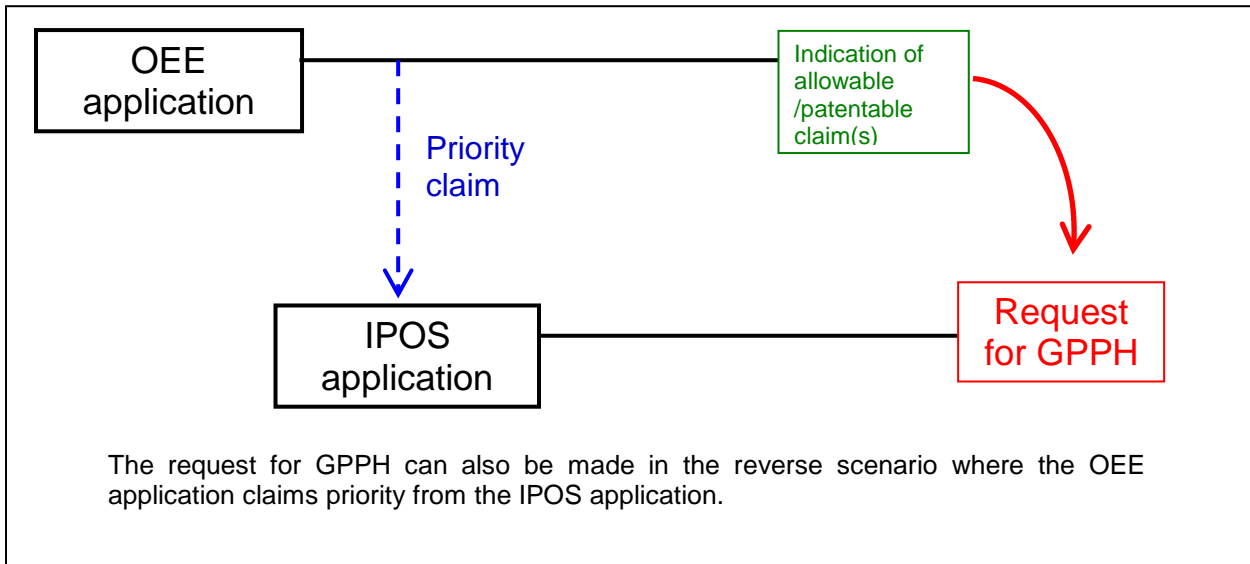 OEE
application
Indication of
allowable
/patentable
claim(s)
Priority
claim
IPOS
application
Request
for GPPH
The request for GPPH can also be made in the reverse scenario where the OEE
application claims priority from the IPOS application.